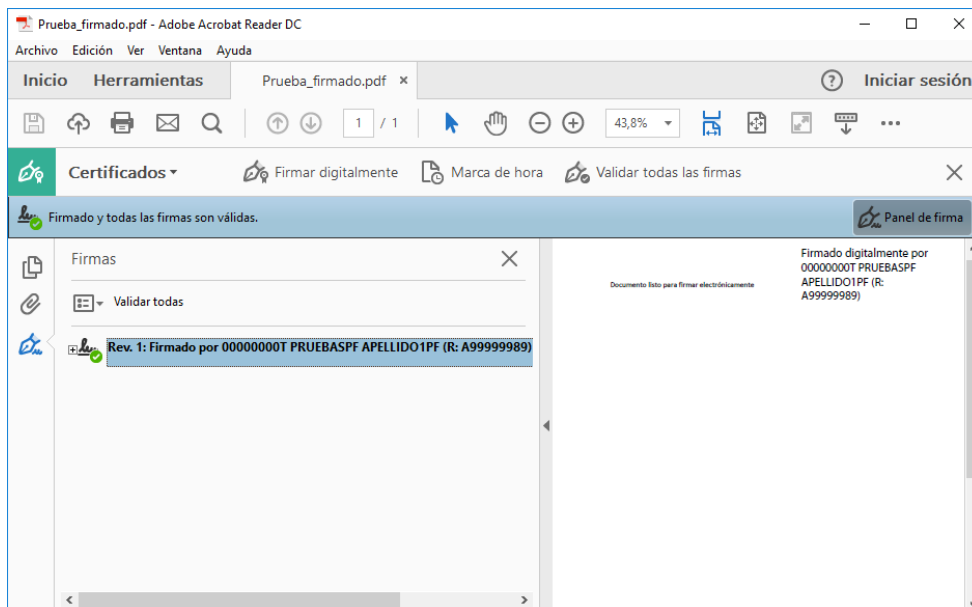 Prueba_firmado.pdf - Adobe Acrobat Reader DC
Archivo Edición Ver Ventana Ayuda
Inicio Herramientas Prueba_firmado.pdf × ? Iniciar sesión
1 / 1 43,8%
Certificados Firmar digitalmente Marca de hora Validar todas las firmas
Firmado y todas las firmas son válidas. Panel de firma
Firmas
Validar todas
Rev. 1: Firmado por 00000000T PRUEBASPF APELLIDO1PF (R: A99999989)
Documento listo para firmar electrónicamente
Firmado digitalmente por
00000000T PRUEBASPF
APELLIDO1PF (R:
A99999989)